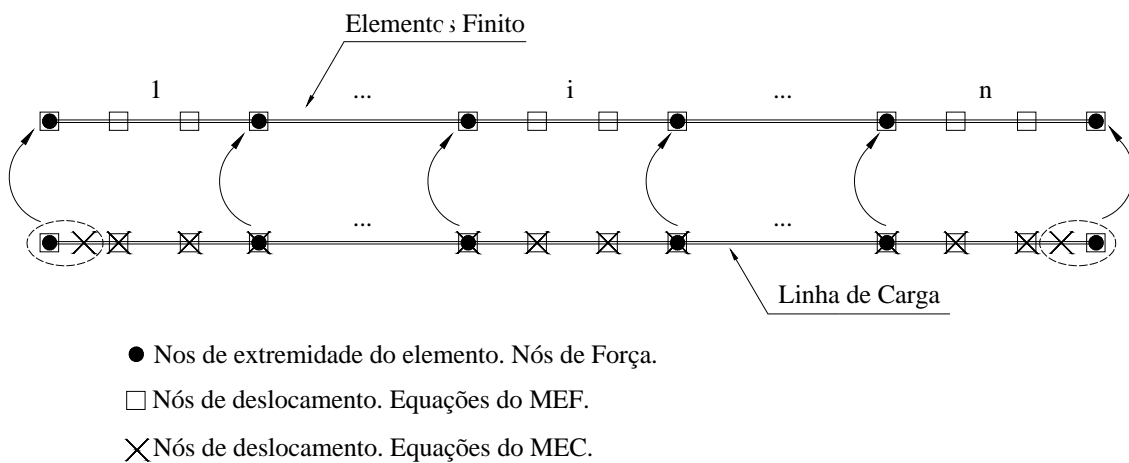 Elementos Finito
1 ... i ... n
... ...
Linha de Carga
Nos de extremidade do elemento. Nós de Força.
Nós de deslocamento. Equações do MEF.
Nós de deslocamento. Equações do MEC.